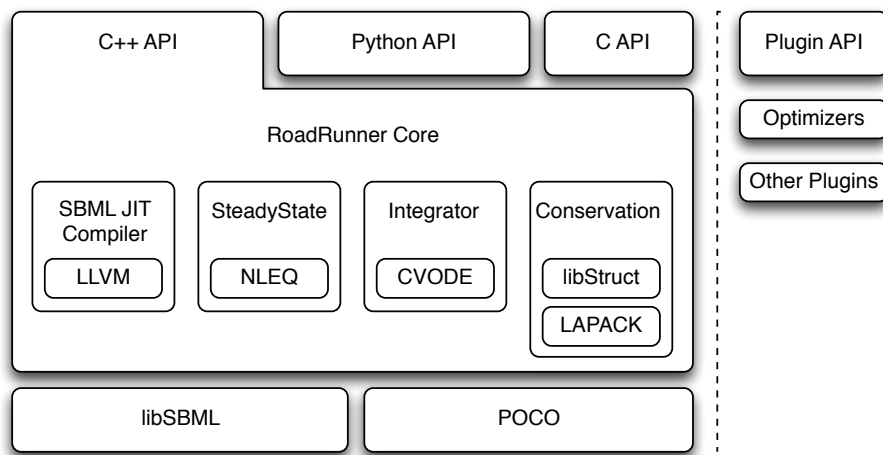 C++ API
Python API
C API
Plugin API
RoadRunner Core
Optimizers
Other Plugins
SBML JIT
Compiler
LLVM
SteadyState
NLEQ
Integrator
CVODE
Conservation
libStruct
LAPACK
libSBML
POCO